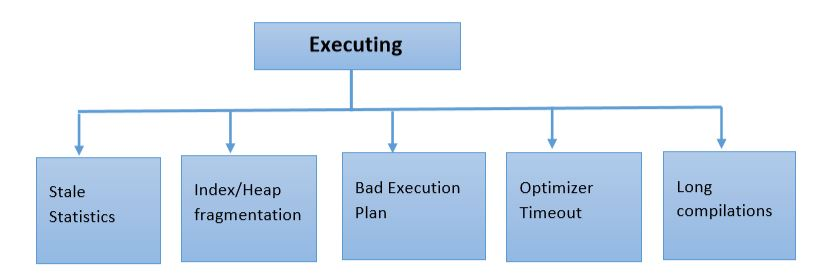 Executing
Stale
Statistics
Index/Heap
fragmentation
Bad Execution
Plan
Optimizer
Timeout
Long
compilations